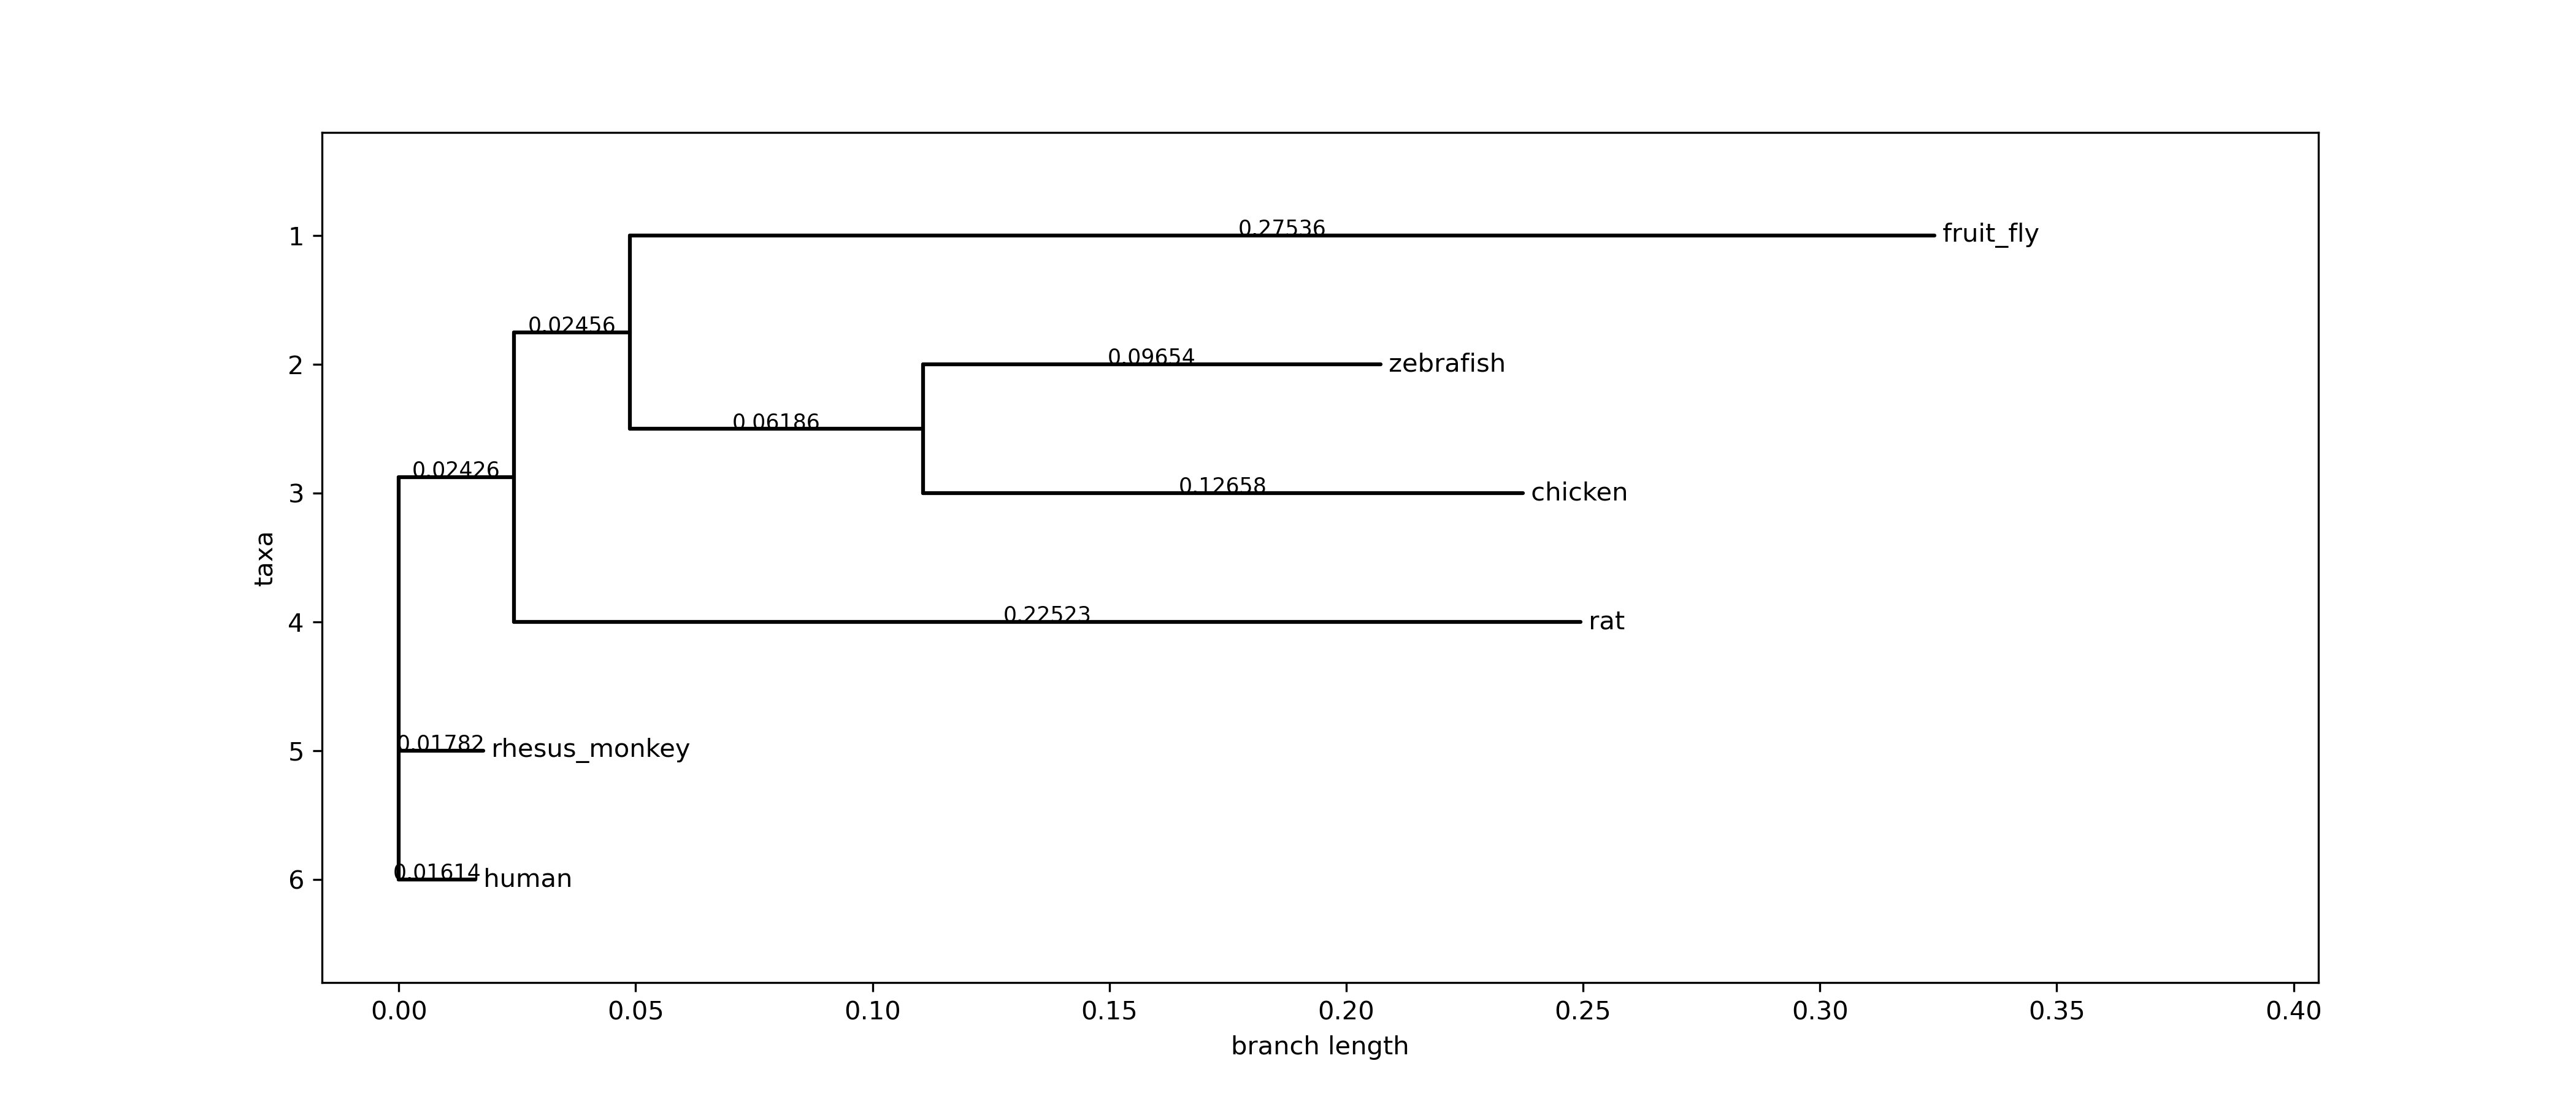 0.27536
1 fruit_fly
0.02456
0.09654
2 zebrafish
0.06186
0.02426
0.12658
3 chicken
taxa
0.22523
4 rat
0.01782
5 rhesus_monkey
0.01614
6 human
0.00 0.05 0.10 0.15 0.20 0.25 0.30 0.35 0.40
branch length